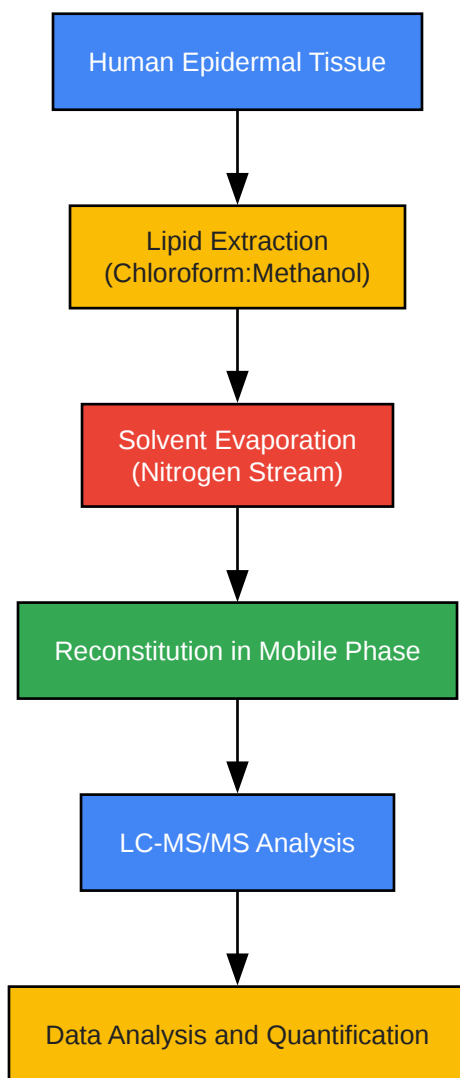 Human Epidermal Tissue
Lipid Extraction
(Chloroform:Methanol)
Solvent Evaporation
(Nitrogen Stream)
Reconstitution in Mobile Phase
LC-MS/MS Analysis
Data Analysis and Quantification